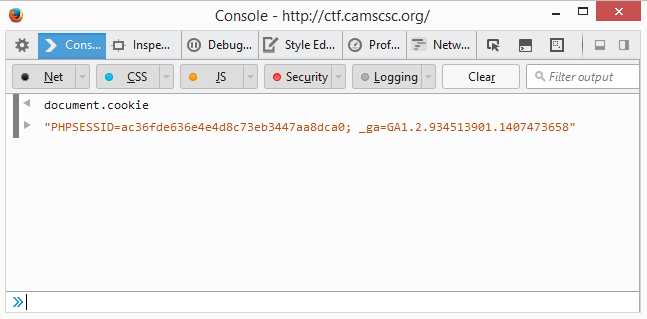 Console - http://ctf.camscsc.org/
Cons... Inspe... Debug... Style Ed... Prof... Netw...
Net CSS JS Security Logging Clear Filter output
document.cookie
"PHPSESSID=ac36fde636e4e4d8c73eb3447aa8dca0; _ga=GA1.2.934513901.1407473658"